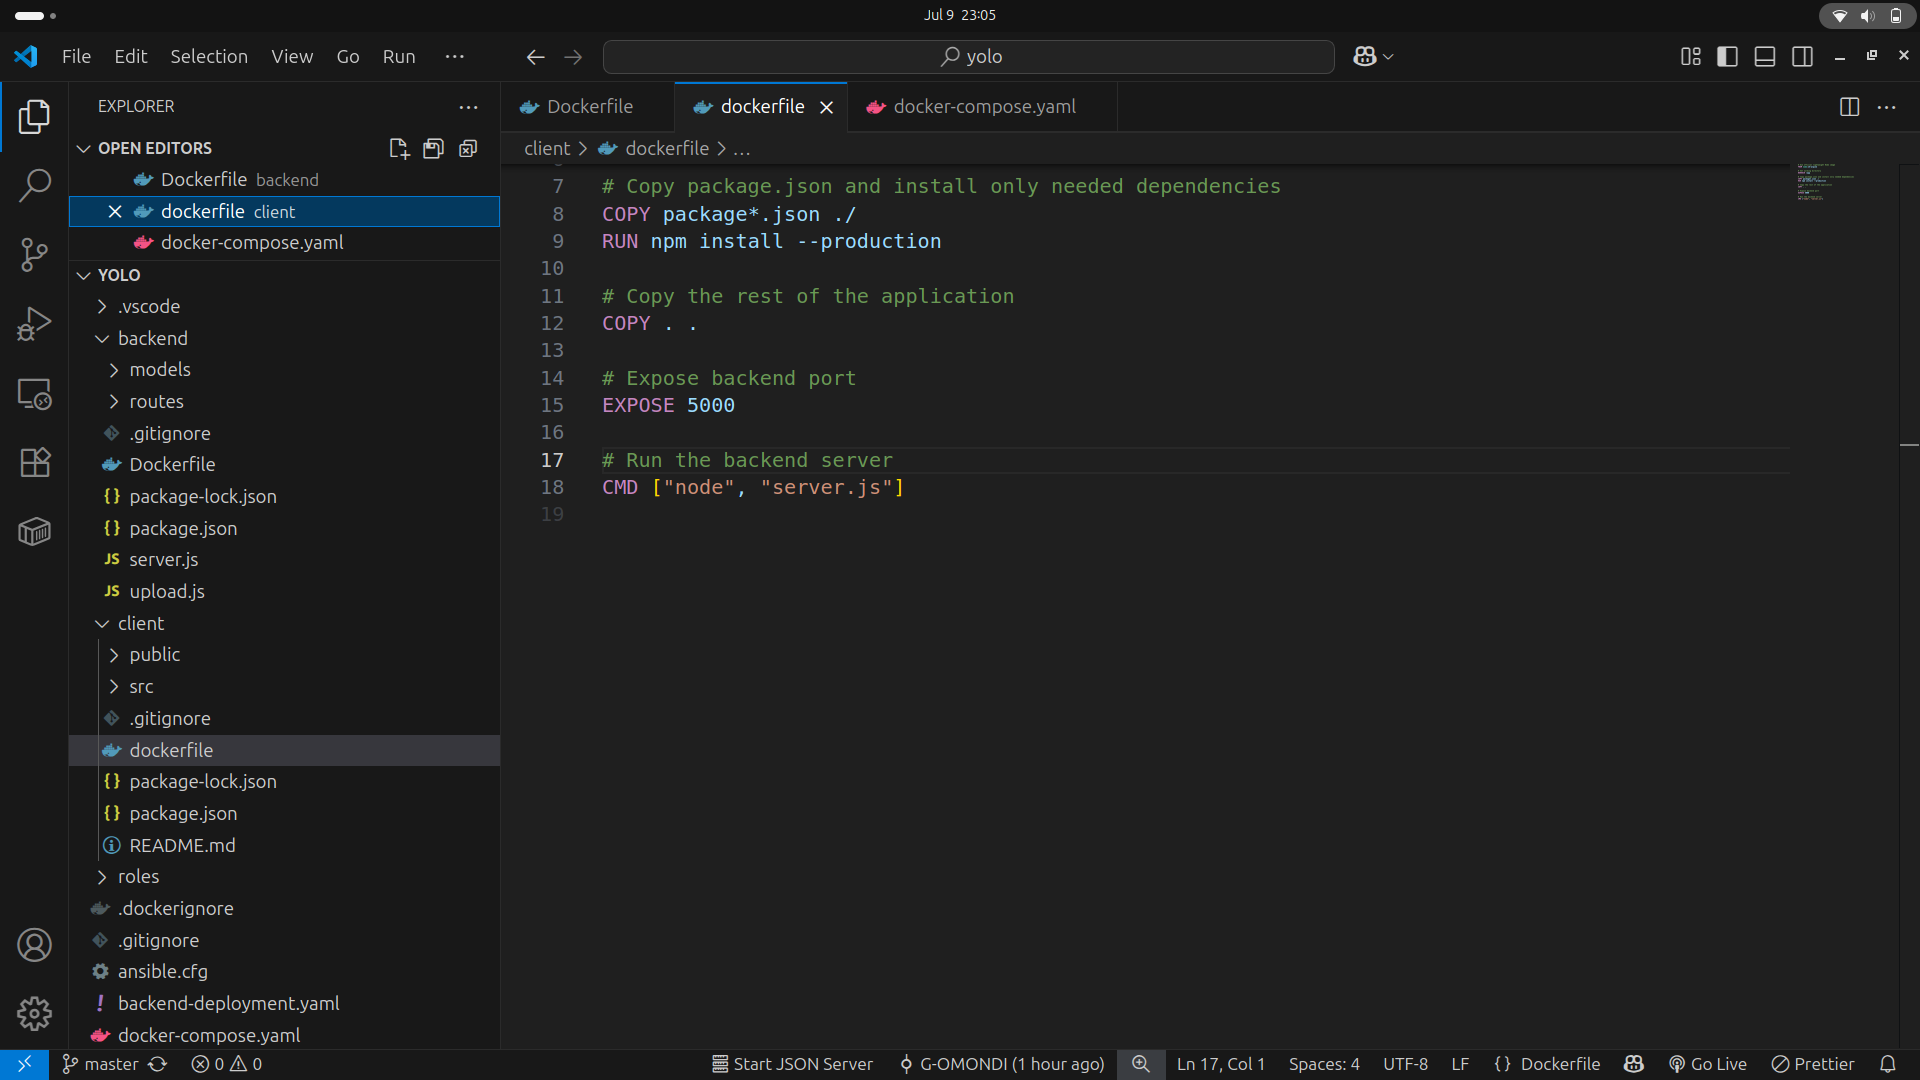 Jul 9 23:05
File Edit Selection View Go Run ...
yolo
EXPLORER
OPEN EDITORS
Dockerfile backend
dockerfile client
docker-compose.yaml
YOLO
.vscode
backend
models
routes
.gitignore
Dockerfile
{} package-lock.json
{} package.json
JS server.js
JS upload.js
client
public
src
.gitignore
dockerfile
{} package-lock.json
{} package.json
README.md
roles
.dockerignore
.gitignore
ansible.cfg
! backend-deployment.yaml
docker-compose.yaml
Dockerfile dockerfile docker-compose.yaml
client > dockerfile > ...
7 # Copy package.json and install only needed dependencies
8 COPY package*.json ./
9 RUN npm install --production
10
11 # Copy the rest of the application
12 COPY . .
13
14 # Expose backend port
15 EXPOSE 5000
16
17 # Run the backend server
18 CMD ["node", "server.js"]
19
master 0 0 Start JSON Server G-OMONDI (1 hour ago) Ln 17, Col 1 Spaces: 4 UTF-8 LF {} Dockerfile Go Live Prettier